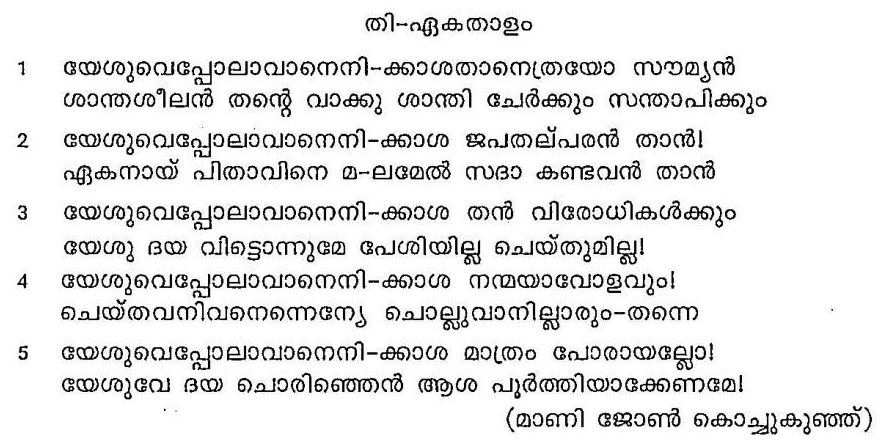 തി-ഏകതാളം
1 യേശുവെപ്പോലാവാനെനി-ക്കാശതാനെത്രയോ സൗമ്യൻ
ശാന്തശീലൻ തന്റെ വാക്കു ശാന്തി ചേർക്കും സന്താപിക്കും
2 യേശുവെപ്പോലാവാനെനി-ക്കാശ ജപതല്പരൻ താൻ!
ഏകനായ് പിതാവിനെ മ-ലമേൽ സദാ കണ്ടവൻ താൻ
3 യേശുവെപ്പോലാവാനെനി-ക്കാശ തൻ വിരോധികൾക്കും
യേശു ദയ വിട്ടൊന്നുമേ പേശിയില്ല ചെയ്തുമില്ല!
4 യേശുവെപ്പോലാവാനെനി-ക്കാശ നന്മയാവോളവും!
ചെയ്തവനിവനെന്നെന്യേ ചൊല്ലുവാനില്ലാരും-തന്നെ
5 യേശുവെപ്പോലാവാനെനി-ക്കാശ മാത്രം പോരായല്ലോ!
യേശുവേ ദയ ചൊരിഞ്ഞെൻ ആശ പൂർത്തിയാക്കേണമേ!
(മാണി ജോൺ കൊച്ചുകുഞ്ഞ്)